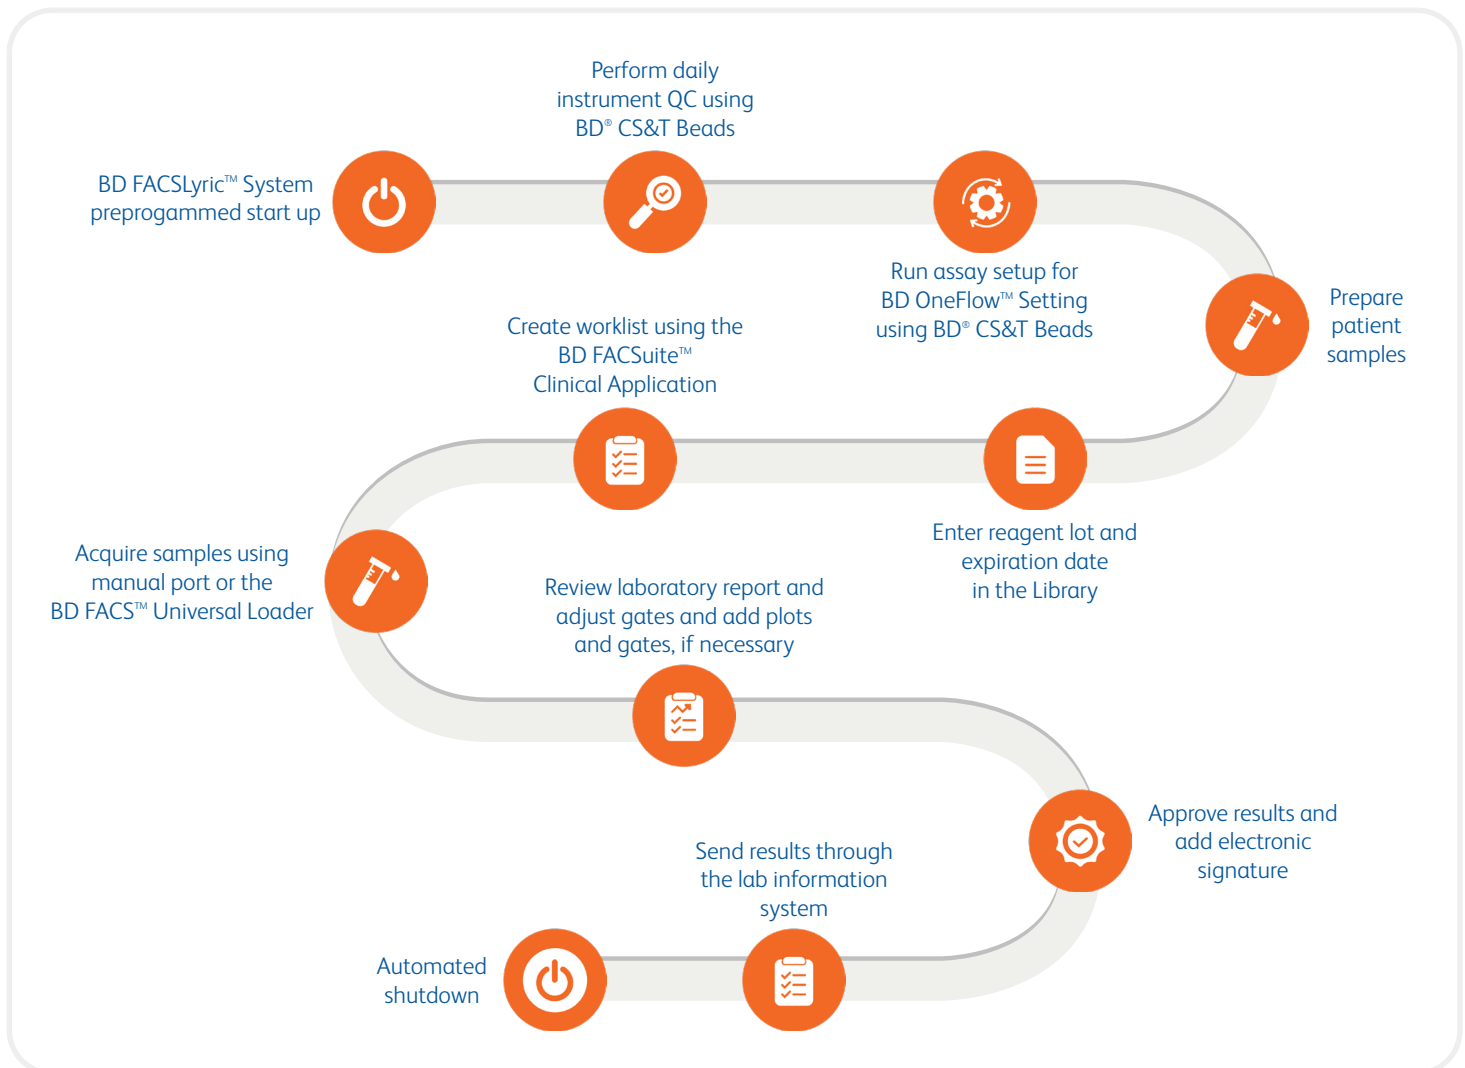 BD FACSLyric™ System
preprogammed start up
Perform daily
instrument QC using
BD® CS&T Beads
Run assay setup for
BD OneFlow™ Setting
using BD® CS&T Beads
Prepare
patient
samples
Enter reagent lot and
expiration date
in the Library
Create worklist using the
BD FACSuite™
Clinical Application
Acquire samples using
manual port or the
BD FACS™ Universal Loader
Review laboratory report and
adjust gates and add plots
and gates, if necessary
Approve results and
add electronic
signature
Send results through
the lab information
system
Automated
shutdown